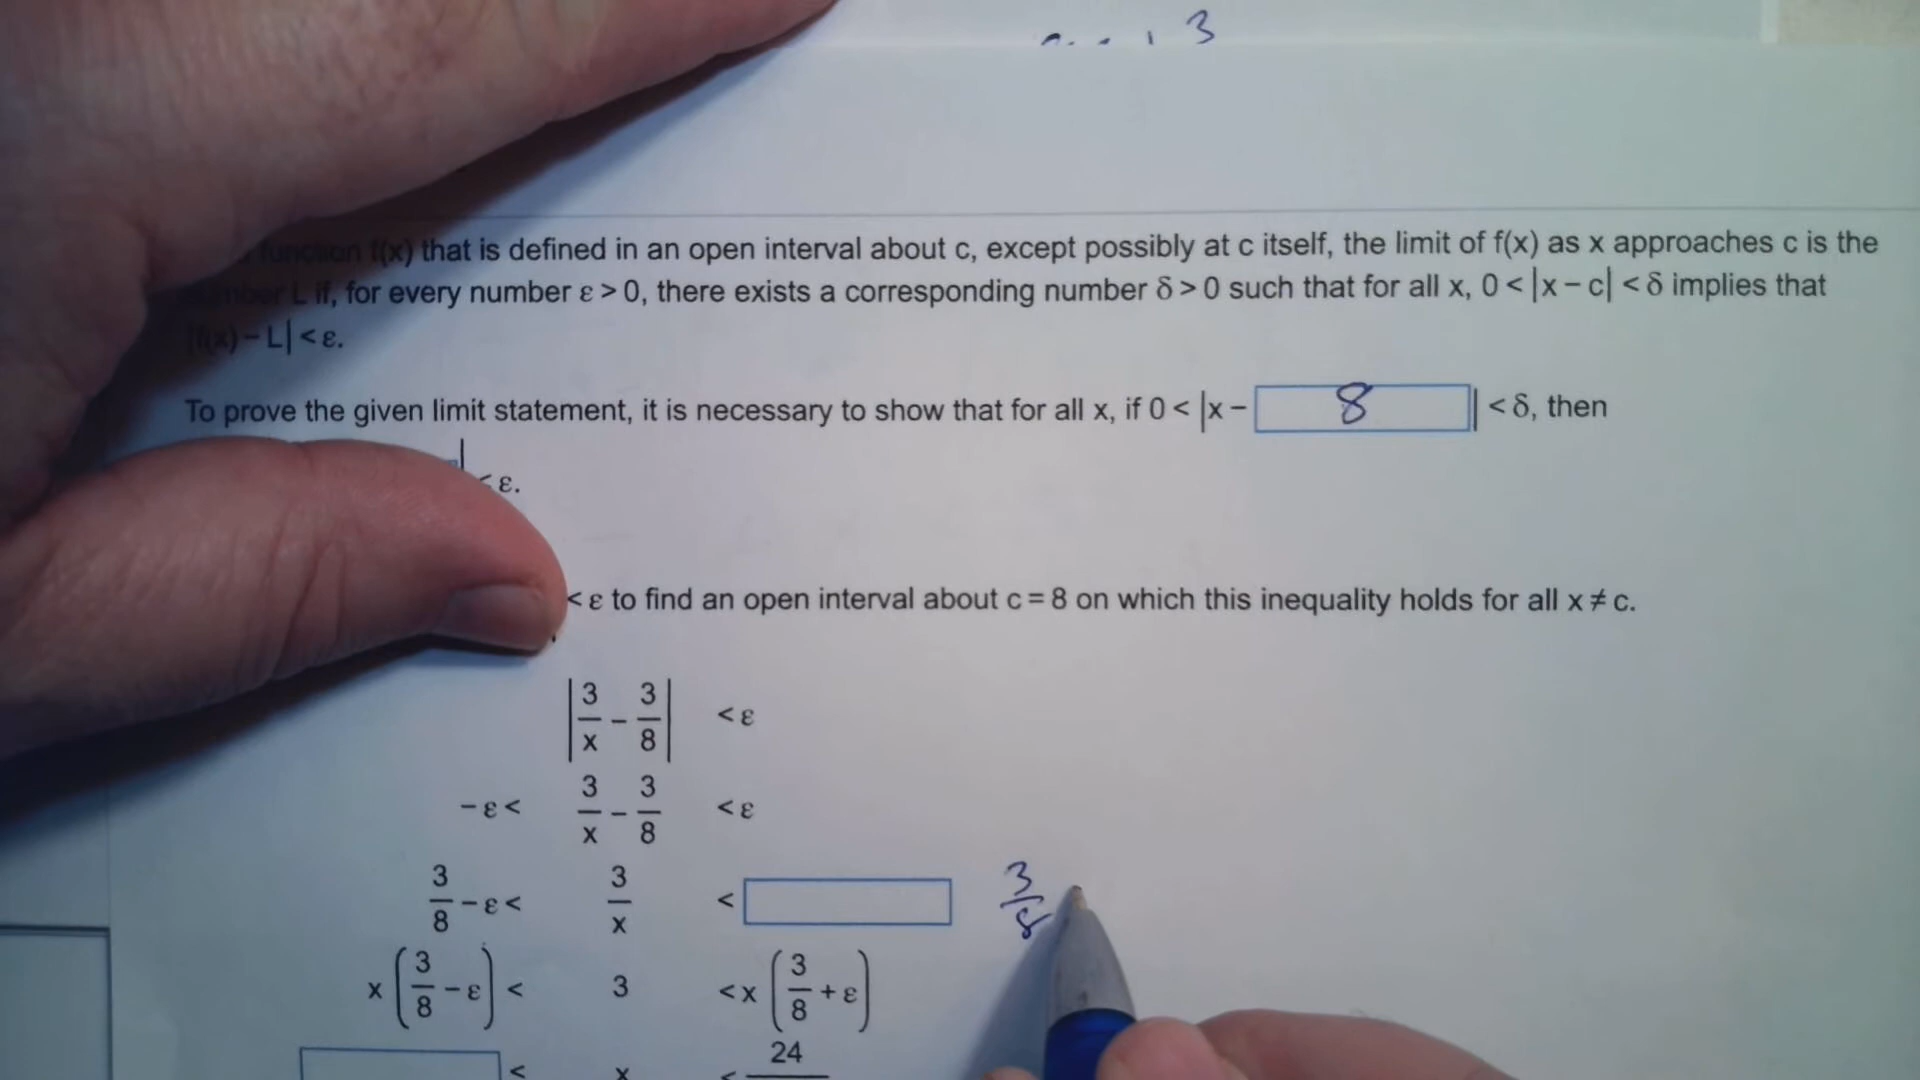 3
function f(x) that is defined in an open interval about c, except possibly at c itself, the limit of f(x) as x approaches c is the
number L if, for every number ε > 0, there exists a corresponding number δ > 0 such that for all x, 0 < |x − c| < δ implies that
|f(x) − L| < ε.
To prove the given limit statement, it is necessary to show that for all x, if 0 < |x − 8| < δ, then
< ε.
< ε to find an open interval about c = 8 on which this inequality holds for all x ≠ c.
|3/x − 3/8| < ε
− ε < 3/x − 3/8 < ε
3/8 − ε < 3/x < 3/8
x(3/8 − ε) < 3 < x(3/8 + ε)
< x < 24